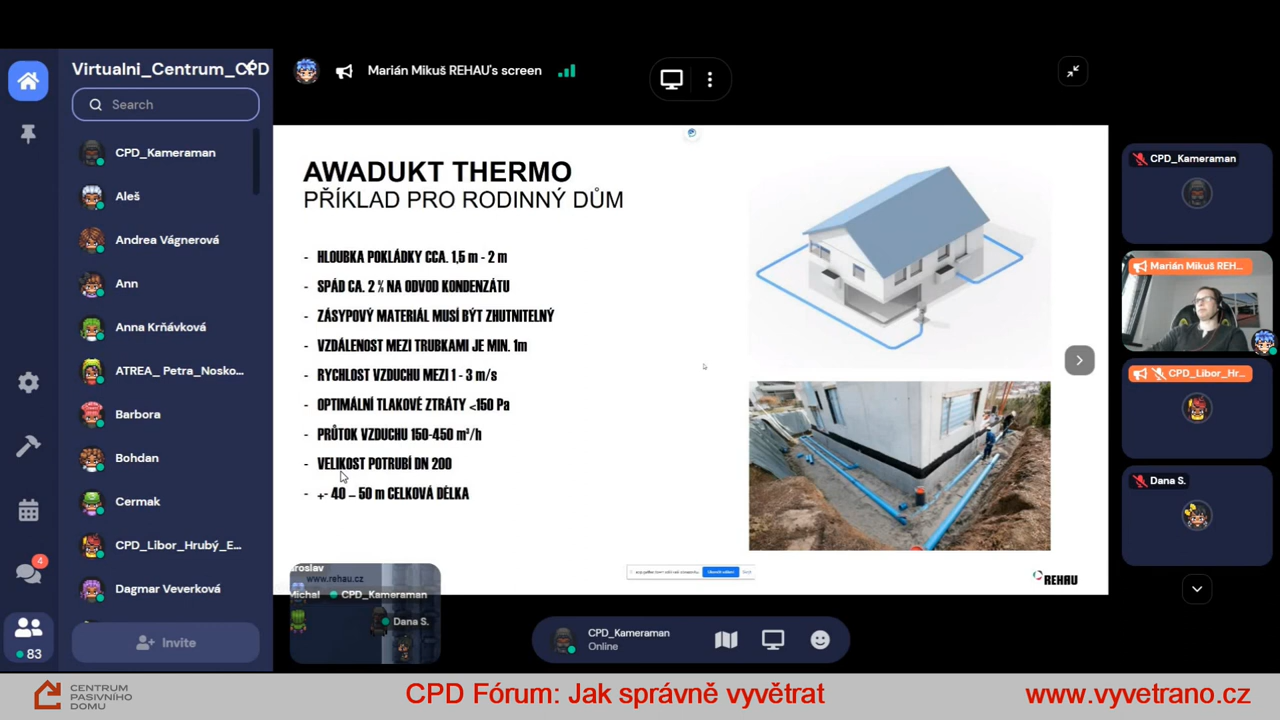 Virtualni_Centrum_CPD
Search
CPD_Kameraman
Aleš
Andrea Vágnerová
Ann
Anna Krňávková
ATREA_ Petra_Nosko...
Barbora
Bohdan
Cermak
CPD_Libor_Hrubý_E...
Dagmar Veverková
Invite
4
83
Marián Mikuš REHAU's screen
AWADUKT THERMO
PŘÍKLAD PRO RODINNÝ DŮM
- HLOUBKA POKLÁDKY CCA. 1,5 m - 2 m
- SPÁD CA. 2 % NA ODVOD KONDENZÁTU
- ZÁSYPOVÝ MATERIÁL MUSÍ BÝT ZHUTNITELNÝ
- VZDÁLENOST MEZI TRUBKAMI JE MIN. 1m
- RYCHLOST VZDUCHU MEZI 1 - 3 m/s
- OPTIMÁLNÍ TLAKOVÉ ZTRÁTY <150 Pa
- PRŮTOK VZDUCHU 150-450 m³/h
- VELIKOST POTRUBÍ DN 200
- +- 40 – 50 m CELKOVÁ DÉLKA
REHAU
roslav
www.rehau.cz
Michal
CPD_Kameraman
Dana S.
CPD_Kameraman
Online
CPD_Kameraman
Marián Mikuš REH...
CPD_Libor_Hr...
Dana S.
CENTRUM
PASIVNÍHO
DOMU
CPD Fórum: Jak správně vyvětrat
www.vyvetrano.cz